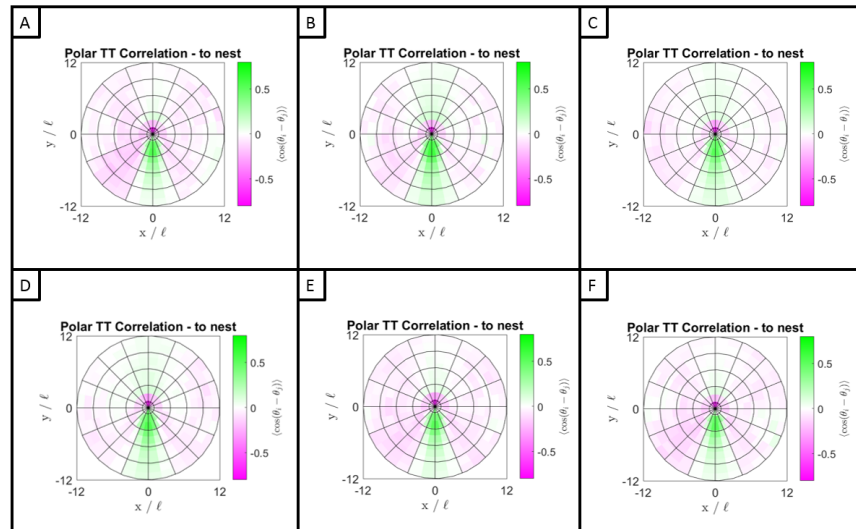 A
Polar TT Correlation - to nest
12
0
-12
y / ℓ
-12
0
12
x / ℓ
0.5
0
-0.5
⟨cos(θi − θj)⟩
B
Polar TT Correlation - to nest
12
0
-12
y / ℓ
-12
0
12
x / ℓ
0.5
0
-0.5
⟨cos(θi − θj)⟩
C
Polar TT Correlation - to nest
12
0
-12
y / ℓ
-12
0
12
x / ℓ
0.5
0
-0.5
⟨cos(θi − θj)⟩
D
Polar TT Correlation - to nest
12
0
-12
y / ℓ
-12
0
12
x / ℓ
0.5
0
-0.5
⟨cos(θi − θj)⟩
E
Polar TT Correlation - to nest
12
0
-12
y / ℓ
-12
0
12
x / ℓ
0.5
0
-0.5
⟨cos(θi − θj)⟩
F
Polar TT Correlation - to nest
12
0
-12
y / ℓ
-12
0
12
x / ℓ
0.5
0
-0.5
⟨cos(θi − θj)⟩